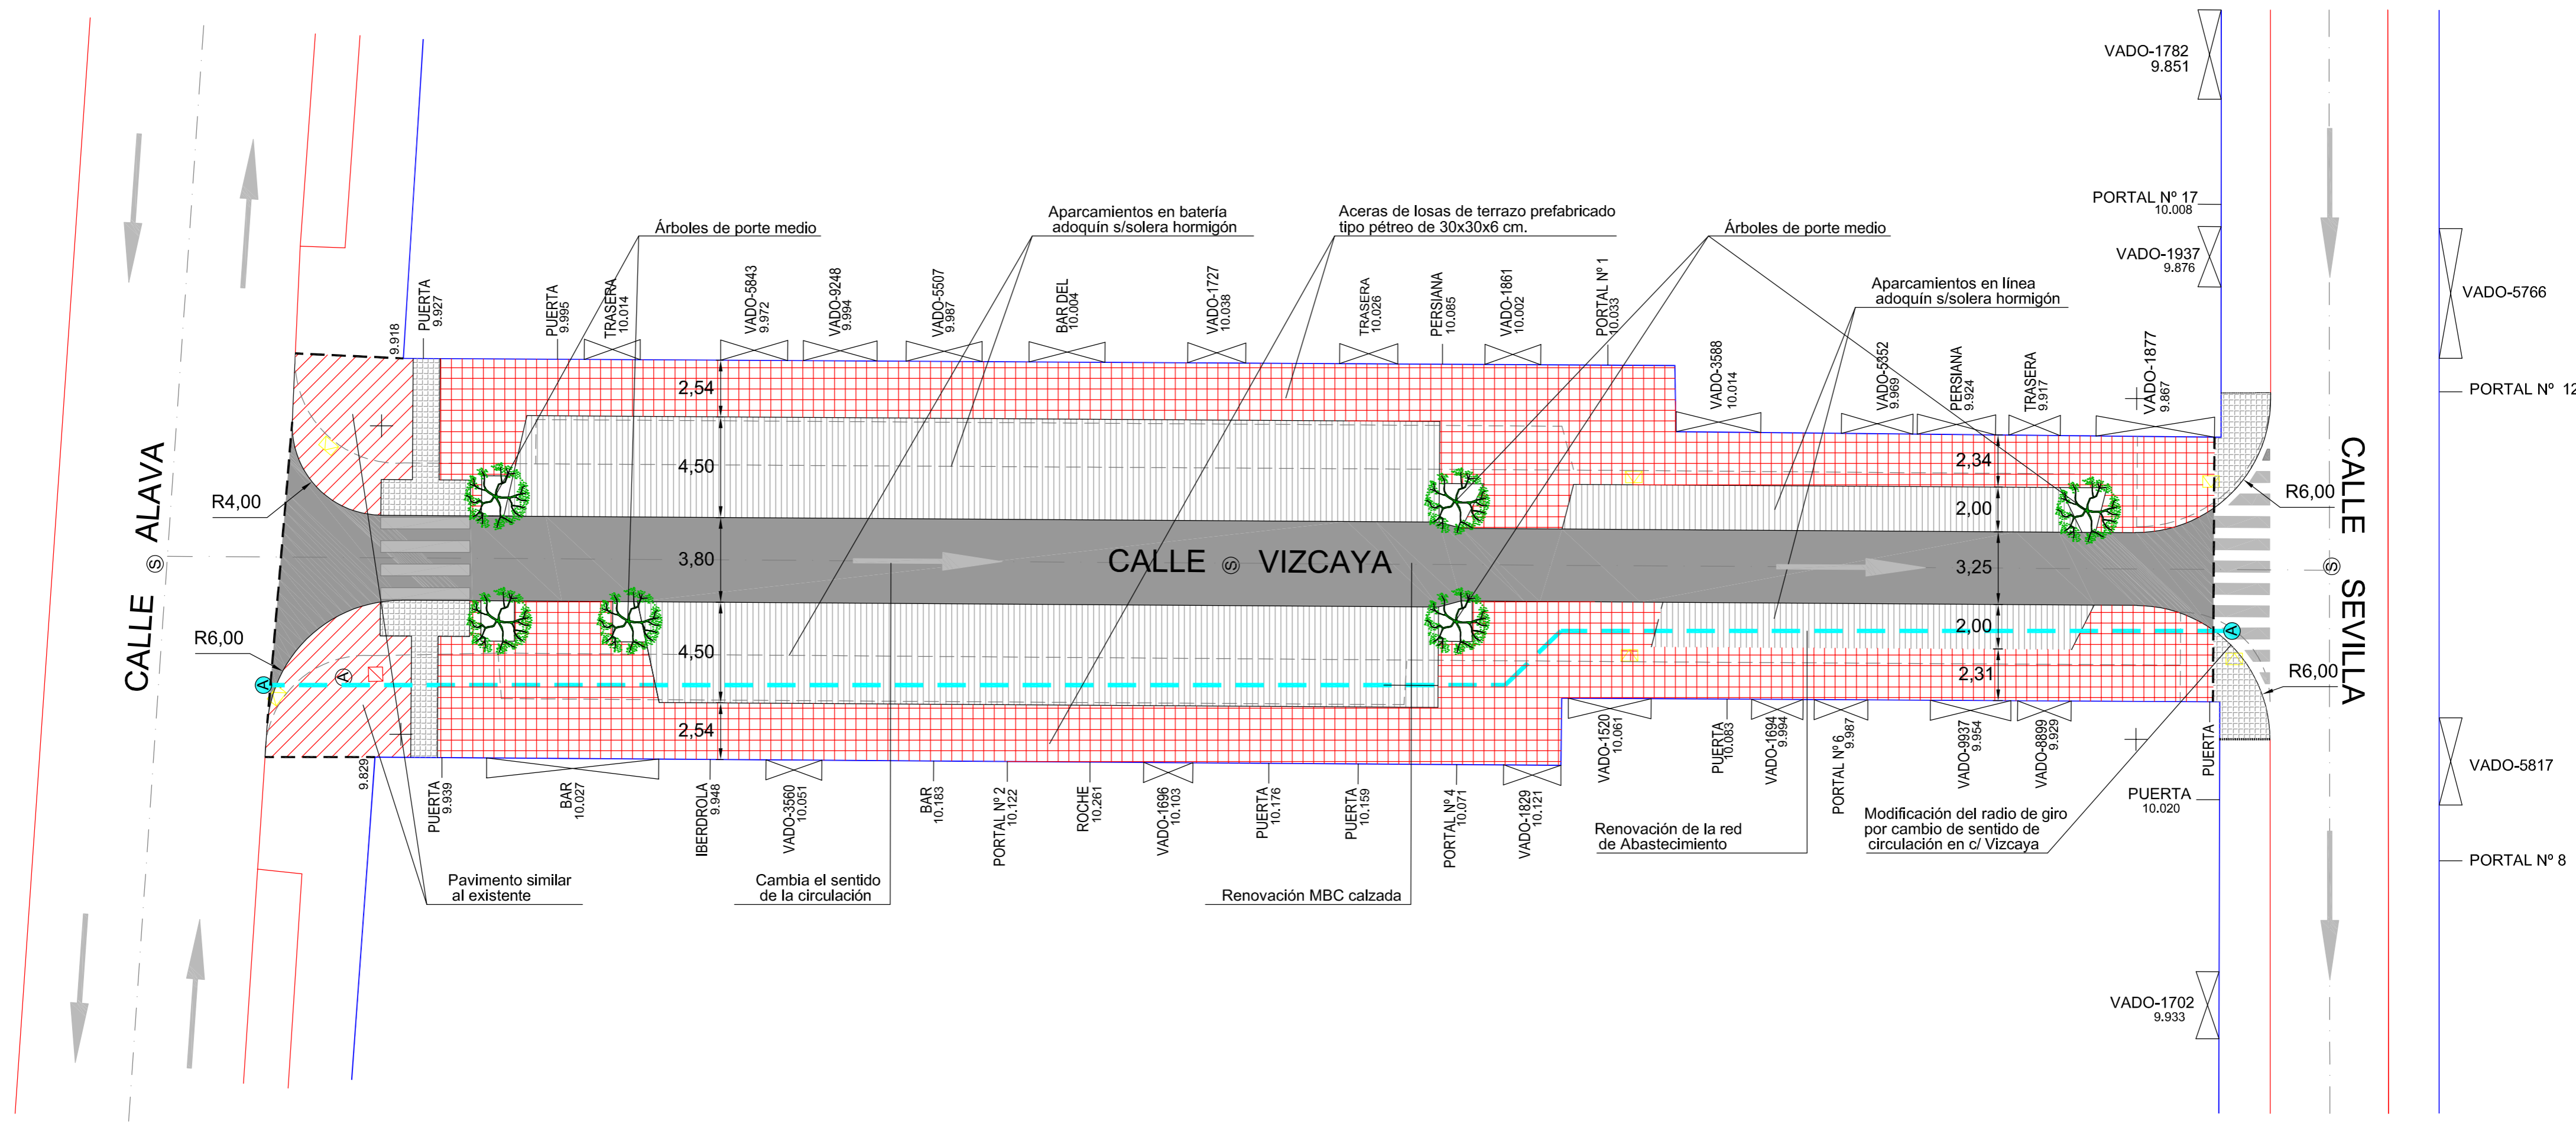 VADO-1782
9.851
PORTAL Nº 17
10.008
VADO-1937
9.876
VADO-5766
PORTAL Nº 12
Árboles de porte medio
Aparcamientos en batería
adoquín s/solera hormigón
Aceras de losas de terrazo prefabricado
tipo pétreo de 30x30x6 cm.
Árboles de porte medio
Aparcamientos en línea
adoquín s/solera hormigón
9.918
PUERTA
9.927
PUERTA
9.995
TRASERA
10.014
VADO-5843
9.972
VADO-9248
9.994
VADO-5507
9.987
BAR DEL
10.004
VADO-1727
10.038
TRASERA
10.026
PERSIANA
10.085
VADO-1861
10.002
PORTAL Nº 1
10.033
VADO-3588
10.014
VADO-5352
9.969
PERSIANA
9.924
TRASERA
9.917
VADO-1877
9.867
2,54
4,50
3,80
4,50
2,54
2,34
2,00
3,25
2,00
2,31
R4,00
R6,00
R6,00
R6,00
CALLE S ALAVA
CALLE S VIZCAYA
CALLE S SEVILLA
A
A
A
9.829
PUERTA
9.939
BAR
10.027
IBERDROLA
9.948
VADO-3560
10.051
BAR
10.183
PORTAL Nº 2
10.122
ROCHE
10.261
VADO-1696
10.103
PUERTA
10.176
PUERTA
10.159
PORTAL Nº 4
10.071
VADO-1829
10.121
VADO-1520
10.061
PUERTA
10.083
VADO-1694
9.994
PORTAL Nº 6
9.987
VADO-9937
9.954
VADO-8899
9.929
PUERTA
PUERTA
10.020
VADO-5817
PORTAL Nº 8
VADO-1702
9.933
Pavimento similar
al existente
Cambia el sentido
de la circulación
Renovación MBC calzada
Renovación de la red
de Abastecimiento
Modificación del radio de giro
por cambio de sentido de
circulación en c/ Vizcaya